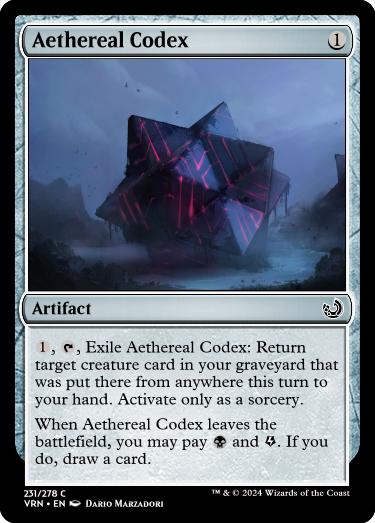 Aethereal Codex 1
Artifact
1, , Exile Aethereal Codex: Return
target creature card in your graveyard that
was put there from anywhere this turn to
your hand. Activate only as a sorcery.
When Aethereal Codex leaves the
battlefield, you may pay and . If you
do, draw a card.
231/278 C
VRN • EN Dario Marzadori
™ & © 2024 Wizards of the Coast